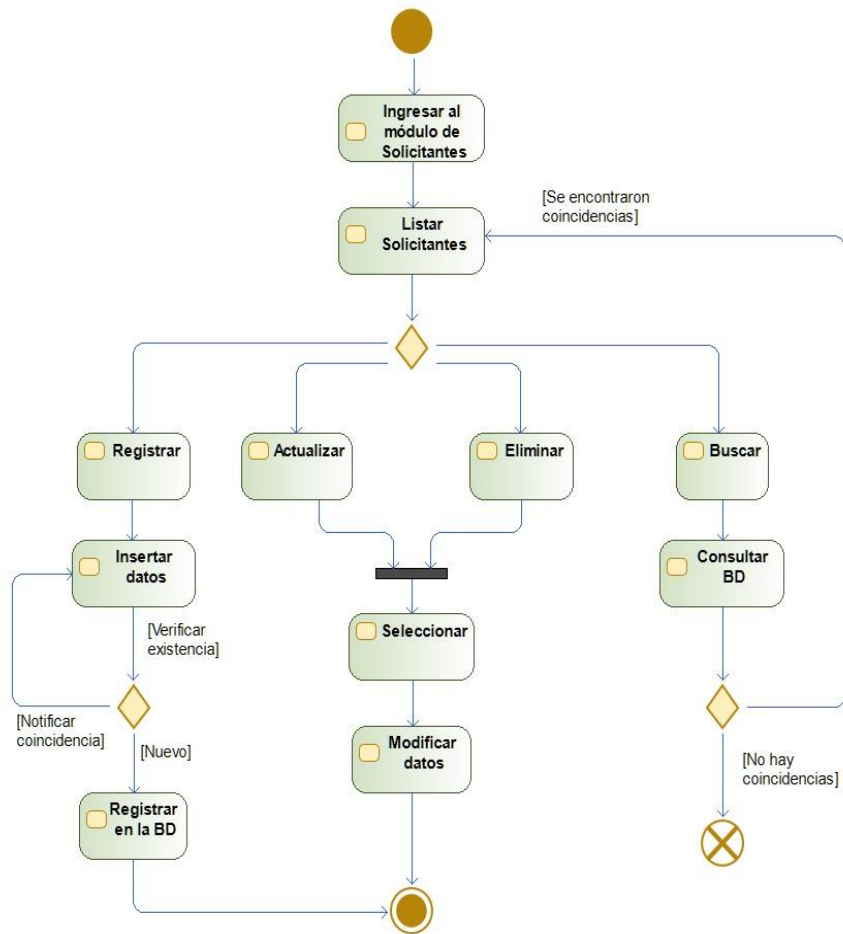 Ingresar al
módulo de
Solicitantes
[Se encontraron
coincidencias]
Listar
Solicitantes
Registrar
Actualizar
Eliminar
Buscar
Insertar
datos
Consultar
BD
[Verificar
existencia]
Seleccionar
[Notificar
coincidencia]
[Nuevo]
Modificar
datos
[No hay
coincidencias]
Registrar
en la BD